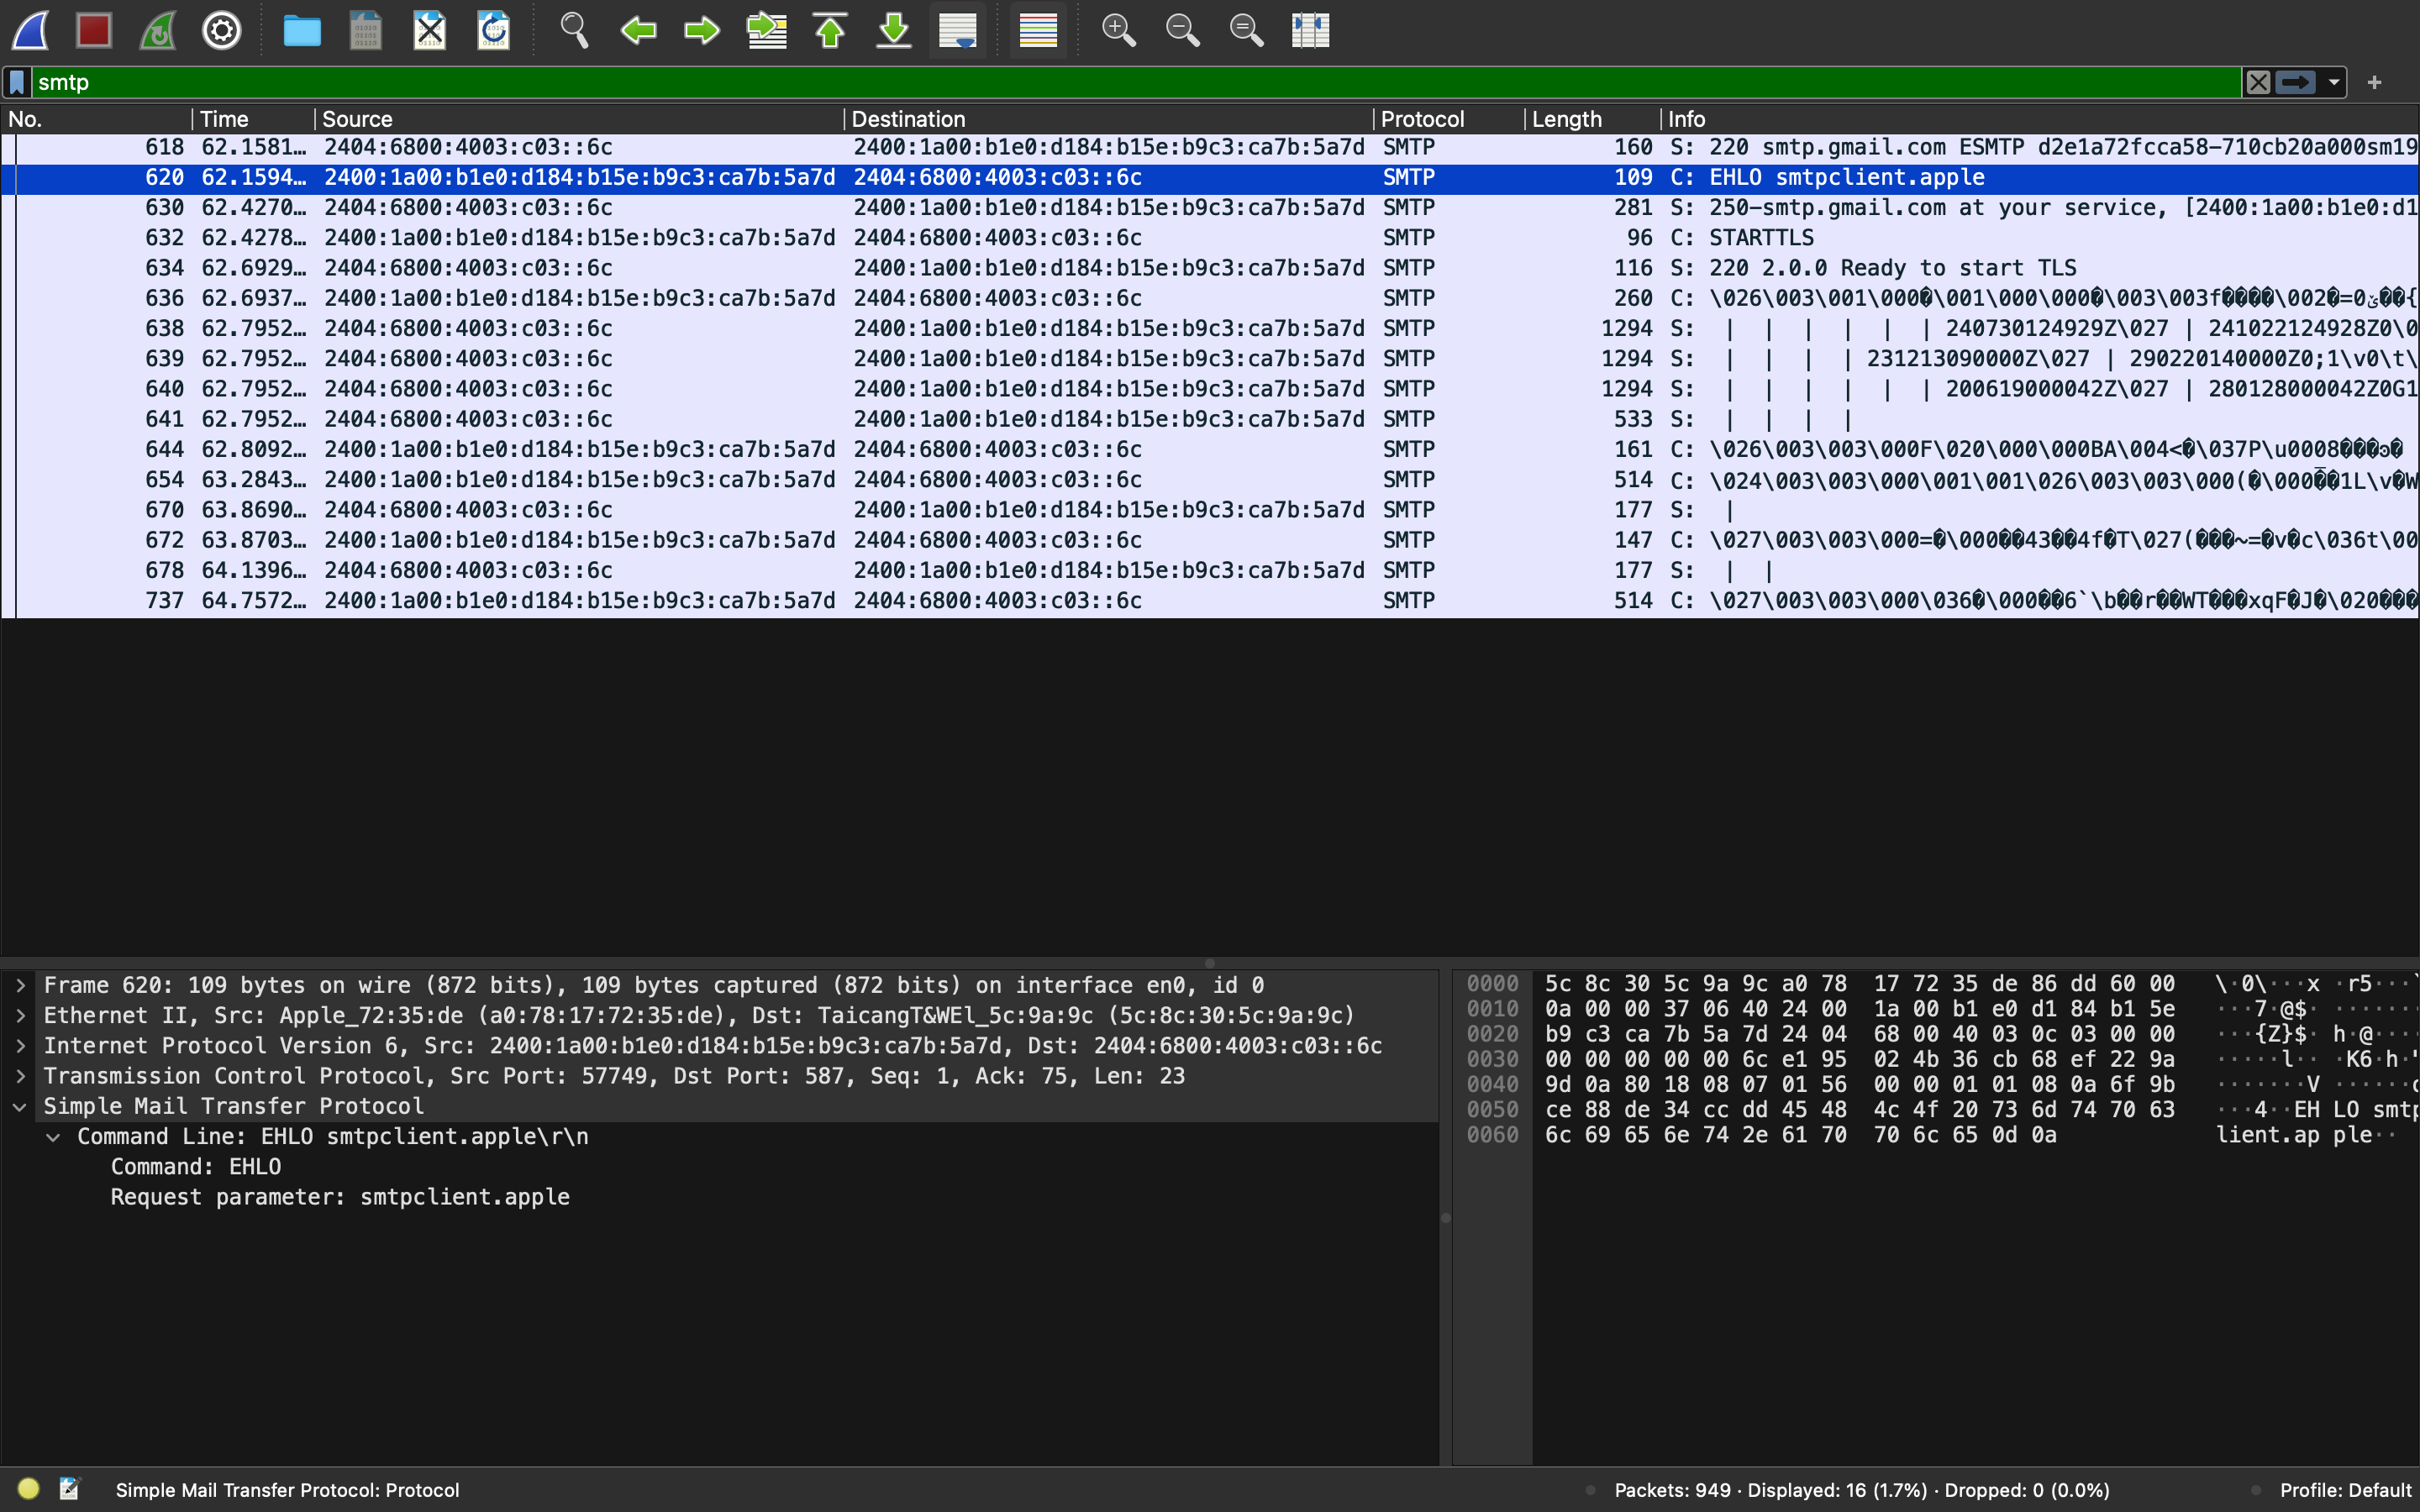 smtp
No. Time Source Destination Protocol Length Info
618 62.1581… 2404:6800:4003:c03::6c 2400:1a00:b1e0:d184:b15e:b9c3:ca7b:5a7d SMTP 160 S: 220 smtp.gmail.com ESMTP d2e1a72fcca58-710cb20a000sm19
620 62.1594… 2400:1a00:b1e0:d184:b15e:b9c3:ca7b:5a7d 2404:6800:4003:c03::6c SMTP 109 C: EHLO smtpclient.apple
630 62.4270… 2404:6800:4003:c03::6c 2400:1a00:b1e0:d184:b15e:b9c3:ca7b:5a7d SMTP 281 S: 250-smtp.gmail.com at your service, [2400:1a00:b1e0:d1
632 62.4278… 2400:1a00:b1e0:d184:b15e:b9c3:ca7b:5a7d 2404:6800:4003:c03::6c SMTP 96 C: STARTTLS
634 62.6929… 2404:6800:4003:c03::6c 2400:1a00:b1e0:d184:b15e:b9c3:ca7b:5a7d SMTP 116 S: 220 2.0.0 Ready to start TLS
636 62.6937… 2400:1a00:b1e0:d184:b15e:b9c3:ca7b:5a7d 2404:6800:4003:c03::6c SMTP 260 C: \026\003\001\000�\001\000\000�\003\003f����\002�=0��{
638 62.7952… 2404:6800:4003:c03::6c 2400:1a00:b1e0:d184:b15e:b9c3:ca7b:5a7d SMTP 1294 S: | | | | | | 240730124929Z\027 | 241022124928Z0\0
639 62.7952… 2404:6800:4003:c03::6c 2400:1a00:b1e0:d184:b15e:b9c3:ca7b:5a7d SMTP 1294 S: | | | | 231213090000Z\027 | 290220140000Z0;1\v0\t\
640 62.7952… 2404:6800:4003:c03::6c 2400:1a00:b1e0:d184:b15e:b9c3:ca7b:5a7d SMTP 1294 S: | | | | | | 200619000042Z\027 | 280128000042Z0G1
641 62.7952… 2404:6800:4003:c03::6c 2400:1a00:b1e0:d184:b15e:b9c3:ca7b:5a7d SMTP 533 S: | | | |
644 62.8092… 2400:1a00:b1e0:d184:b15e:b9c3:ca7b:5a7d 2404:6800:4003:c03::6c SMTP 161 C: \026\003\003\000F\020\000\000BA\004<�\037P\u0008���
654 63.2843… 2400:1a00:b1e0:d184:b15e:b9c3:ca7b:5a7d 2404:6800:4003:c03::6c SMTP 514 C: \024\003\003\000\001\001\026\003\003\000(�\000��1L\v�W
670 63.8690… 2404:6800:4003:c03::6c 2400:1a00:b1e0:d184:b15e:b9c3:ca7b:5a7d SMTP 177 S: |
672 63.8703… 2400:1a00:b1e0:d184:b15e:b9c3:ca7b:5a7d 2404:6800:4003:c03::6c SMTP 147 C: \027\003\003\000=�\000��43��4f�T\027(���~=�v�c\036t\00
678 64.1396… 2404:6800:4003:c03::6c 2400:1a00:b1e0:d184:b15e:b9c3:ca7b:5a7d SMTP 177 S: | |
737 64.7572… 2400:1a00:b1e0:d184:b15e:b9c3:ca7b:5a7d 2404:6800:4003:c03::6c SMTP 514 C: \027\003\003\000\036�\000��6`\b��r��WT���xqF�J�\020���
Frame 620: 109 bytes on wire (872 bits), 109 bytes captured (872 bits) on interface en0, id 0
Ethernet II, Src: Apple_72:35:de (a0:78:17:72:35:de), Dst: TaicangT&WEl_5c:9a:9c (5c:8c:30:5c:9a:9c)
Internet Protocol Version 6, Src: 2400:1a00:b1e0:d184:b15e:b9c3:ca7b:5a7d, Dst: 2404:6800:4003:c03::6c
Transmission Control Protocol, Src Port: 57749, Dst Port: 587, Seq: 1, Ack: 75, Len: 23
Simple Mail Transfer Protocol
Command Line: EHLO smtpclient.apple\r\n
Command: EHLO
Request parameter: smtpclient.apple
0000 5c 8c 30 5c 9a 9c a0 78 17 72 35 de 86 dd 60 00 \·0\···x ·r5···`
0010 0a 00 00 37 06 40 24 00 1a 00 b1 e0 d1 84 b1 5e ···7·@$· ·······
0020 b9 c3 ca 7b 5a 7d 24 04 68 00 40 03 0c 03 00 00 ···{Z}$· h·@····
0030 00 00 00 00 00 6c e1 95 02 4b 36 cb 68 ef 22 9a ·····l·· ·K6·h·"
0040 9d 0a 80 18 08 07 01 56 00 00 01 01 08 0a 6f 9b ·······V ······o
0050 ce 88 de 34 cc dd 45 48 4c 4f 20 73 6d 74 70 63 ···4··EH LO smtp
0060 6c 69 65 6e 74 2e 61 70 70 6c 65 0d 0a lient.ap ple··
Simple Mail Transfer Protocol: Protocol
Packets: 949 · Displayed: 16 (1.7%) · Dropped: 0 (0.0%)
Profile: Default